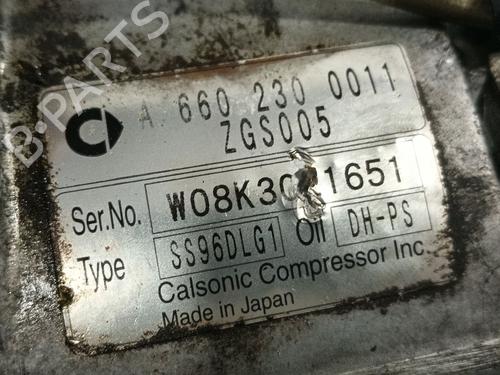 B-PARTS
A 660 230 0011
ZGS005
Ser.No. 1651
Type SS96DLG1 Oil DH-PS
Calsonic Compressor Inc.
Made in Japan